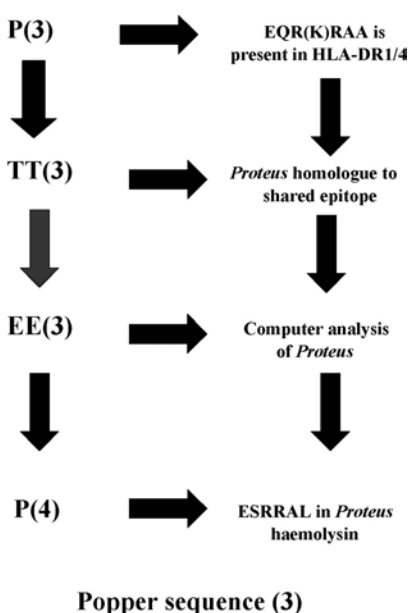 P(3)
EQR(K)RAA is
present in HLA-DR1/4
TT(3)
Proteus homologue to
shared epitope
EE(3)
Computer analysis
of Proteus
P(4)
ESRRAL in Proteus
haemolysin
Popper sequence (3)